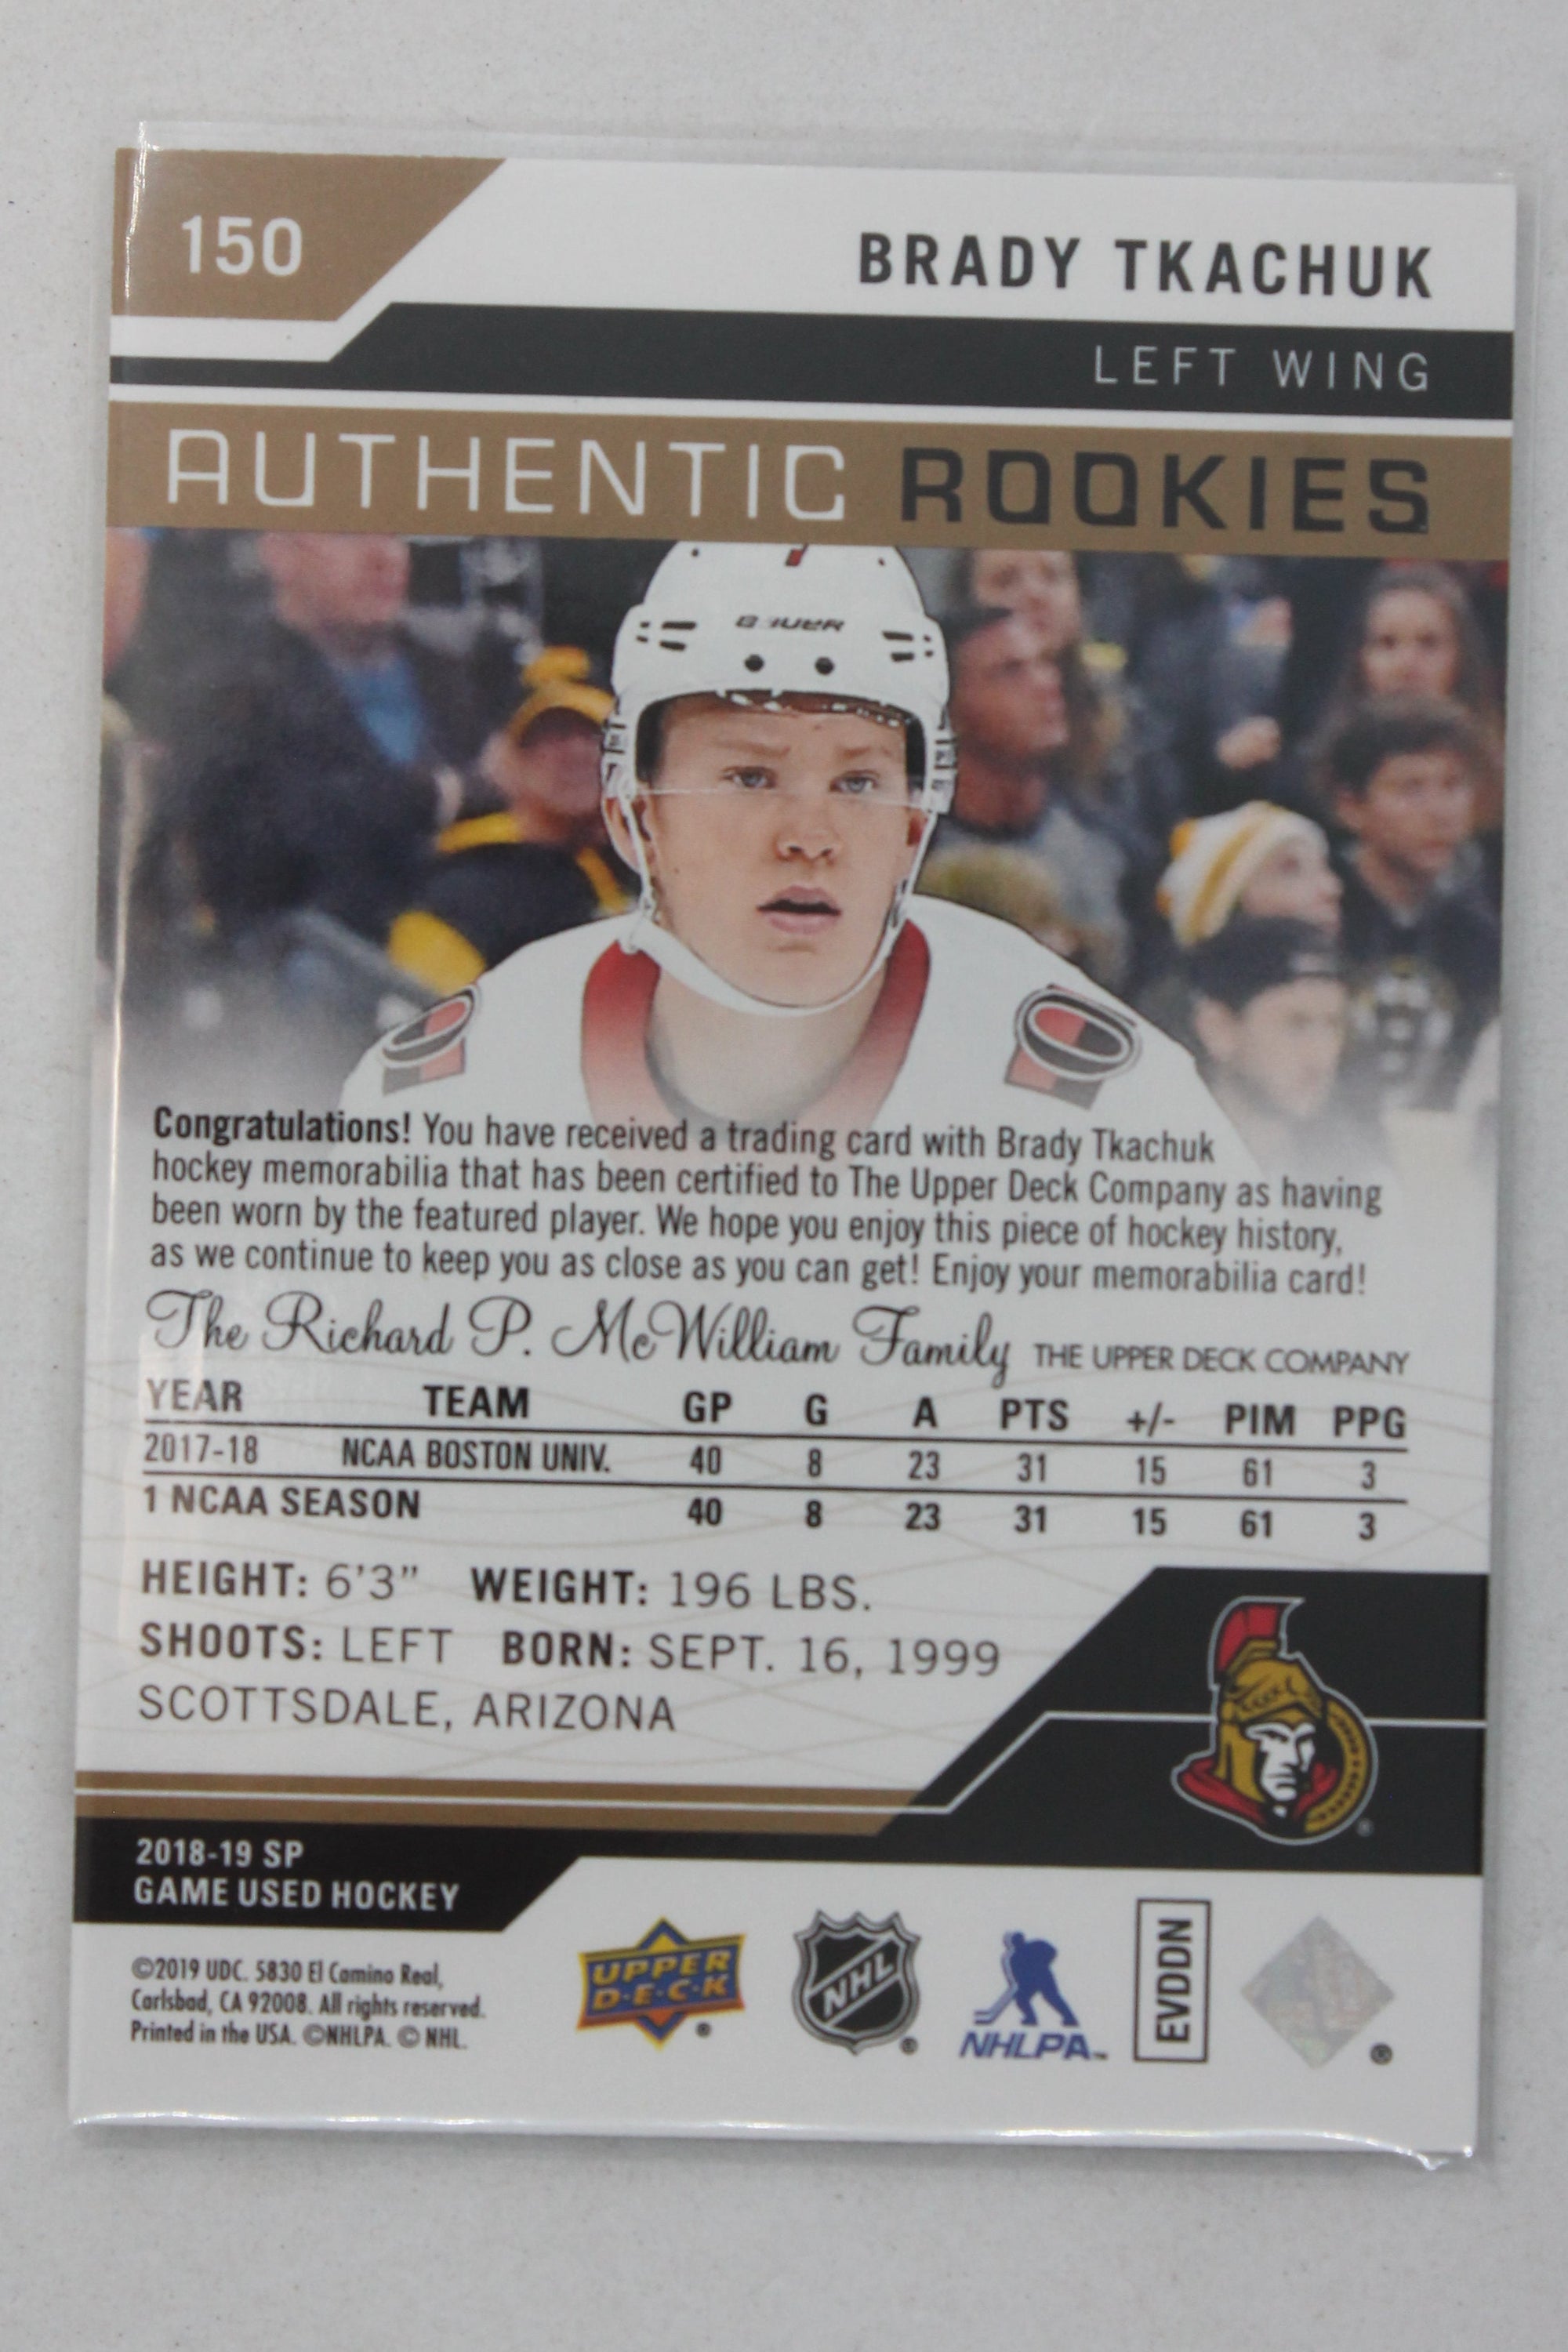 150
BRADY TKACHUK
LEFT WING
AUTHENTIC ROOKIES
BAUER
Congratulations! You have received a trading card with Brady Tkachuk
hockey memorabilia that has been certified to The Upper Deck Company as having
been worn by the featured player. We hope you enjoy this piece of hockey history,
as we continue to keep you as close as you can get! Enjoy your memorabilia card!
The Richard P. McWilliam Family THE UPPER DECK COMPANY
YEAR TEAM GP G A PTS +/- PIM PPG
2017-18 NCAA BOSTON UNIV. 40 8 23 31 15 61 3
1 NCAA SEASON 40 8 23 31 15 61 3
HEIGHT: 6'3" WEIGHT: 196 LBS.
SHOOTS: LEFT BORN: SEPT. 16, 1999
SCOTTSDALE, ARIZONA
2018-19 SP
GAME USED HOCKEY
©2019 UDC. 5830 El Camino Real,
Carlsbad, CA 92008. All rights reserved.
Printed in the USA. ©NHLPA. © NHL.
UPPER
D·E·C·K ®
NHL ®
NHLPA™
EVDDN
®